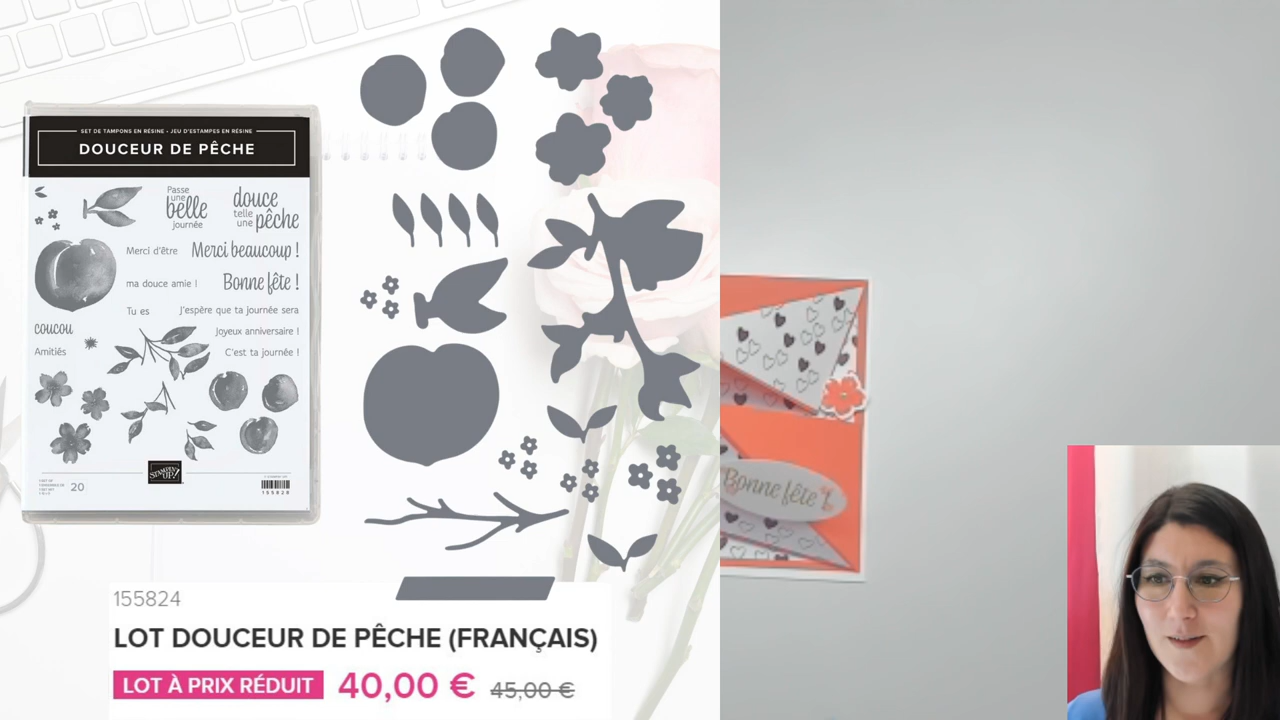 SET DE TAMPONS EN RÉSINE • JEU D'ESTAMPES EN RÉSINE
DOUCEUR DE PÊCHE
Passe
une
belle
journée
douce
telle
une pêche
Merci d'être
Merci beaucoup !
ma douce amie !
Bonne fête !
Tu es
J'espère que ta journée sera
coucou
Joyeux anniversaire !
Amitiés
C'est ta journée !
STAMPIN' UP!
20
155828
155824
LOT DOUCEUR DE PÊCHE (FRANÇAIS)
LOT À PRIX RÉDUIT 40,00 € 45,00 €
Bonne fête !